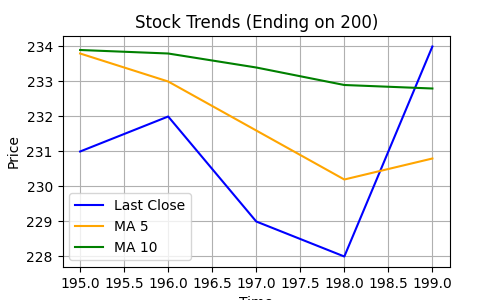 Stock Trends (Ending on 200)
Price
234
233
232
231
230
229
228
Last Close
MA 5
MA 10
195.0 195.5 196.0 196.5 197.0 197.5 198.0 198.5 199.0
Time